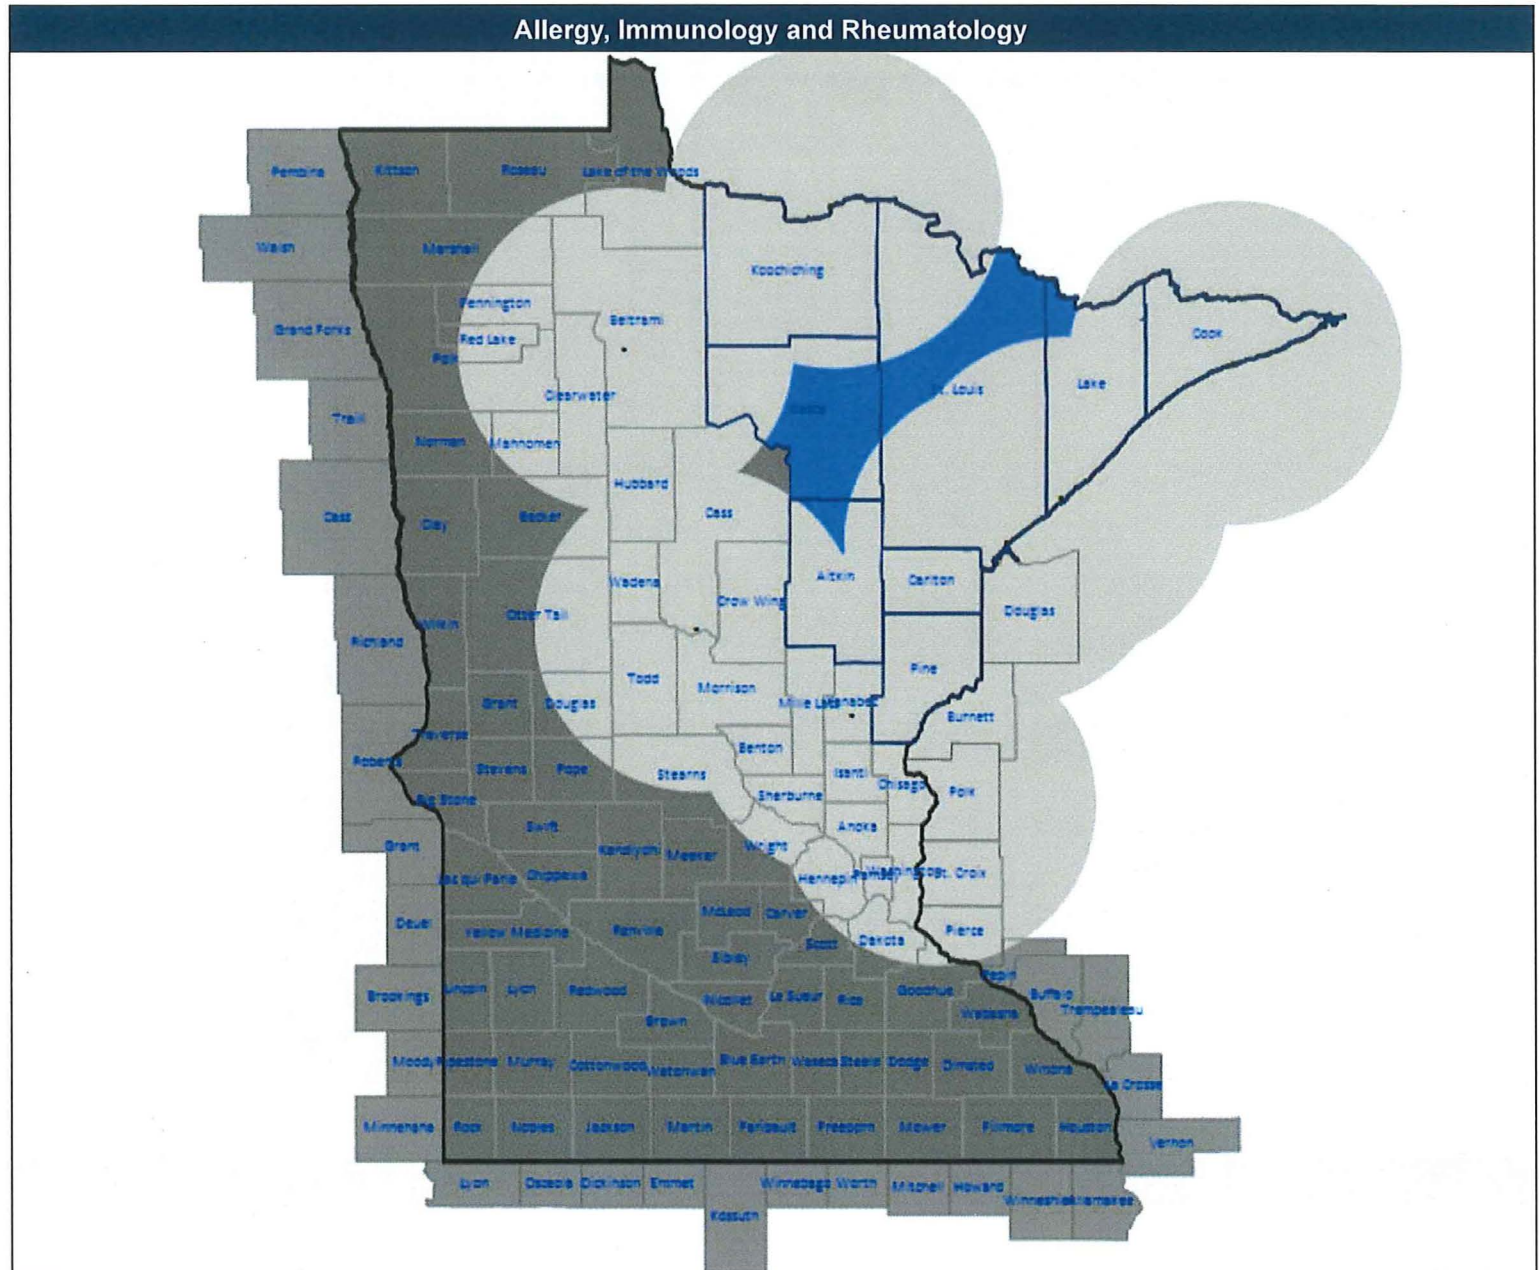 Allergy, Immunology and Rheumatology
Pembina
Kittson
Roseau
Lake of the Woods
Walsh
Marshall
Koochiching
Pennington
Grand Forks
Beltrami
Cook
Red Lake
Polk
Clearwater
St. Louis
Lake
Traill
Norman
Mahnomen
Hubbard
Cass
Cass
Clay
Becker
Aitkin
Carlton
Wadena
Crow Wing
Douglas
Otter Tail
Wilkin
Richland
Pine
Todd
Morrison
Grant
Douglas
Mille Lacs
Kanabec
Burnett
Traverse
Benton
Roberts
Stevens
Pope
Stearns
Isanti
Chisago
Polk
Big Stone
Sherburne
Swift
Anoka
Grant
Kandiyohi
Meeker
Wright
Lac qui Parle
Chippewa
Hennepin
Ramsey
Washington
St. Croix
Deuel
McLeod
Carver
Yellow Medicine
Renville
Scott
Dakota
Pierce
Sibley
Pepin
Brookings
Lincoln
Lyon
Redwood
Nicollet
Le Sueur
Rice
Goodhue
Buffalo
Trempealeau
Wabasha
Brown
Moody
Pipestone
Murray
Cottonwood
Watonwan
Blue Earth
Waseca
Steele
Dodge
Olmsted
Winona
La Crosse
Minnehaha
Rock
Nobles
Jackson
Martin
Faribault
Freeborn
Mower
Fillmore
Houston
Vernon
Lyon
Osceola
Dickinson
Emmet
Winnebago
Worth
Mitchell
Howard
Winneshiek
Allamakee
Kossuth